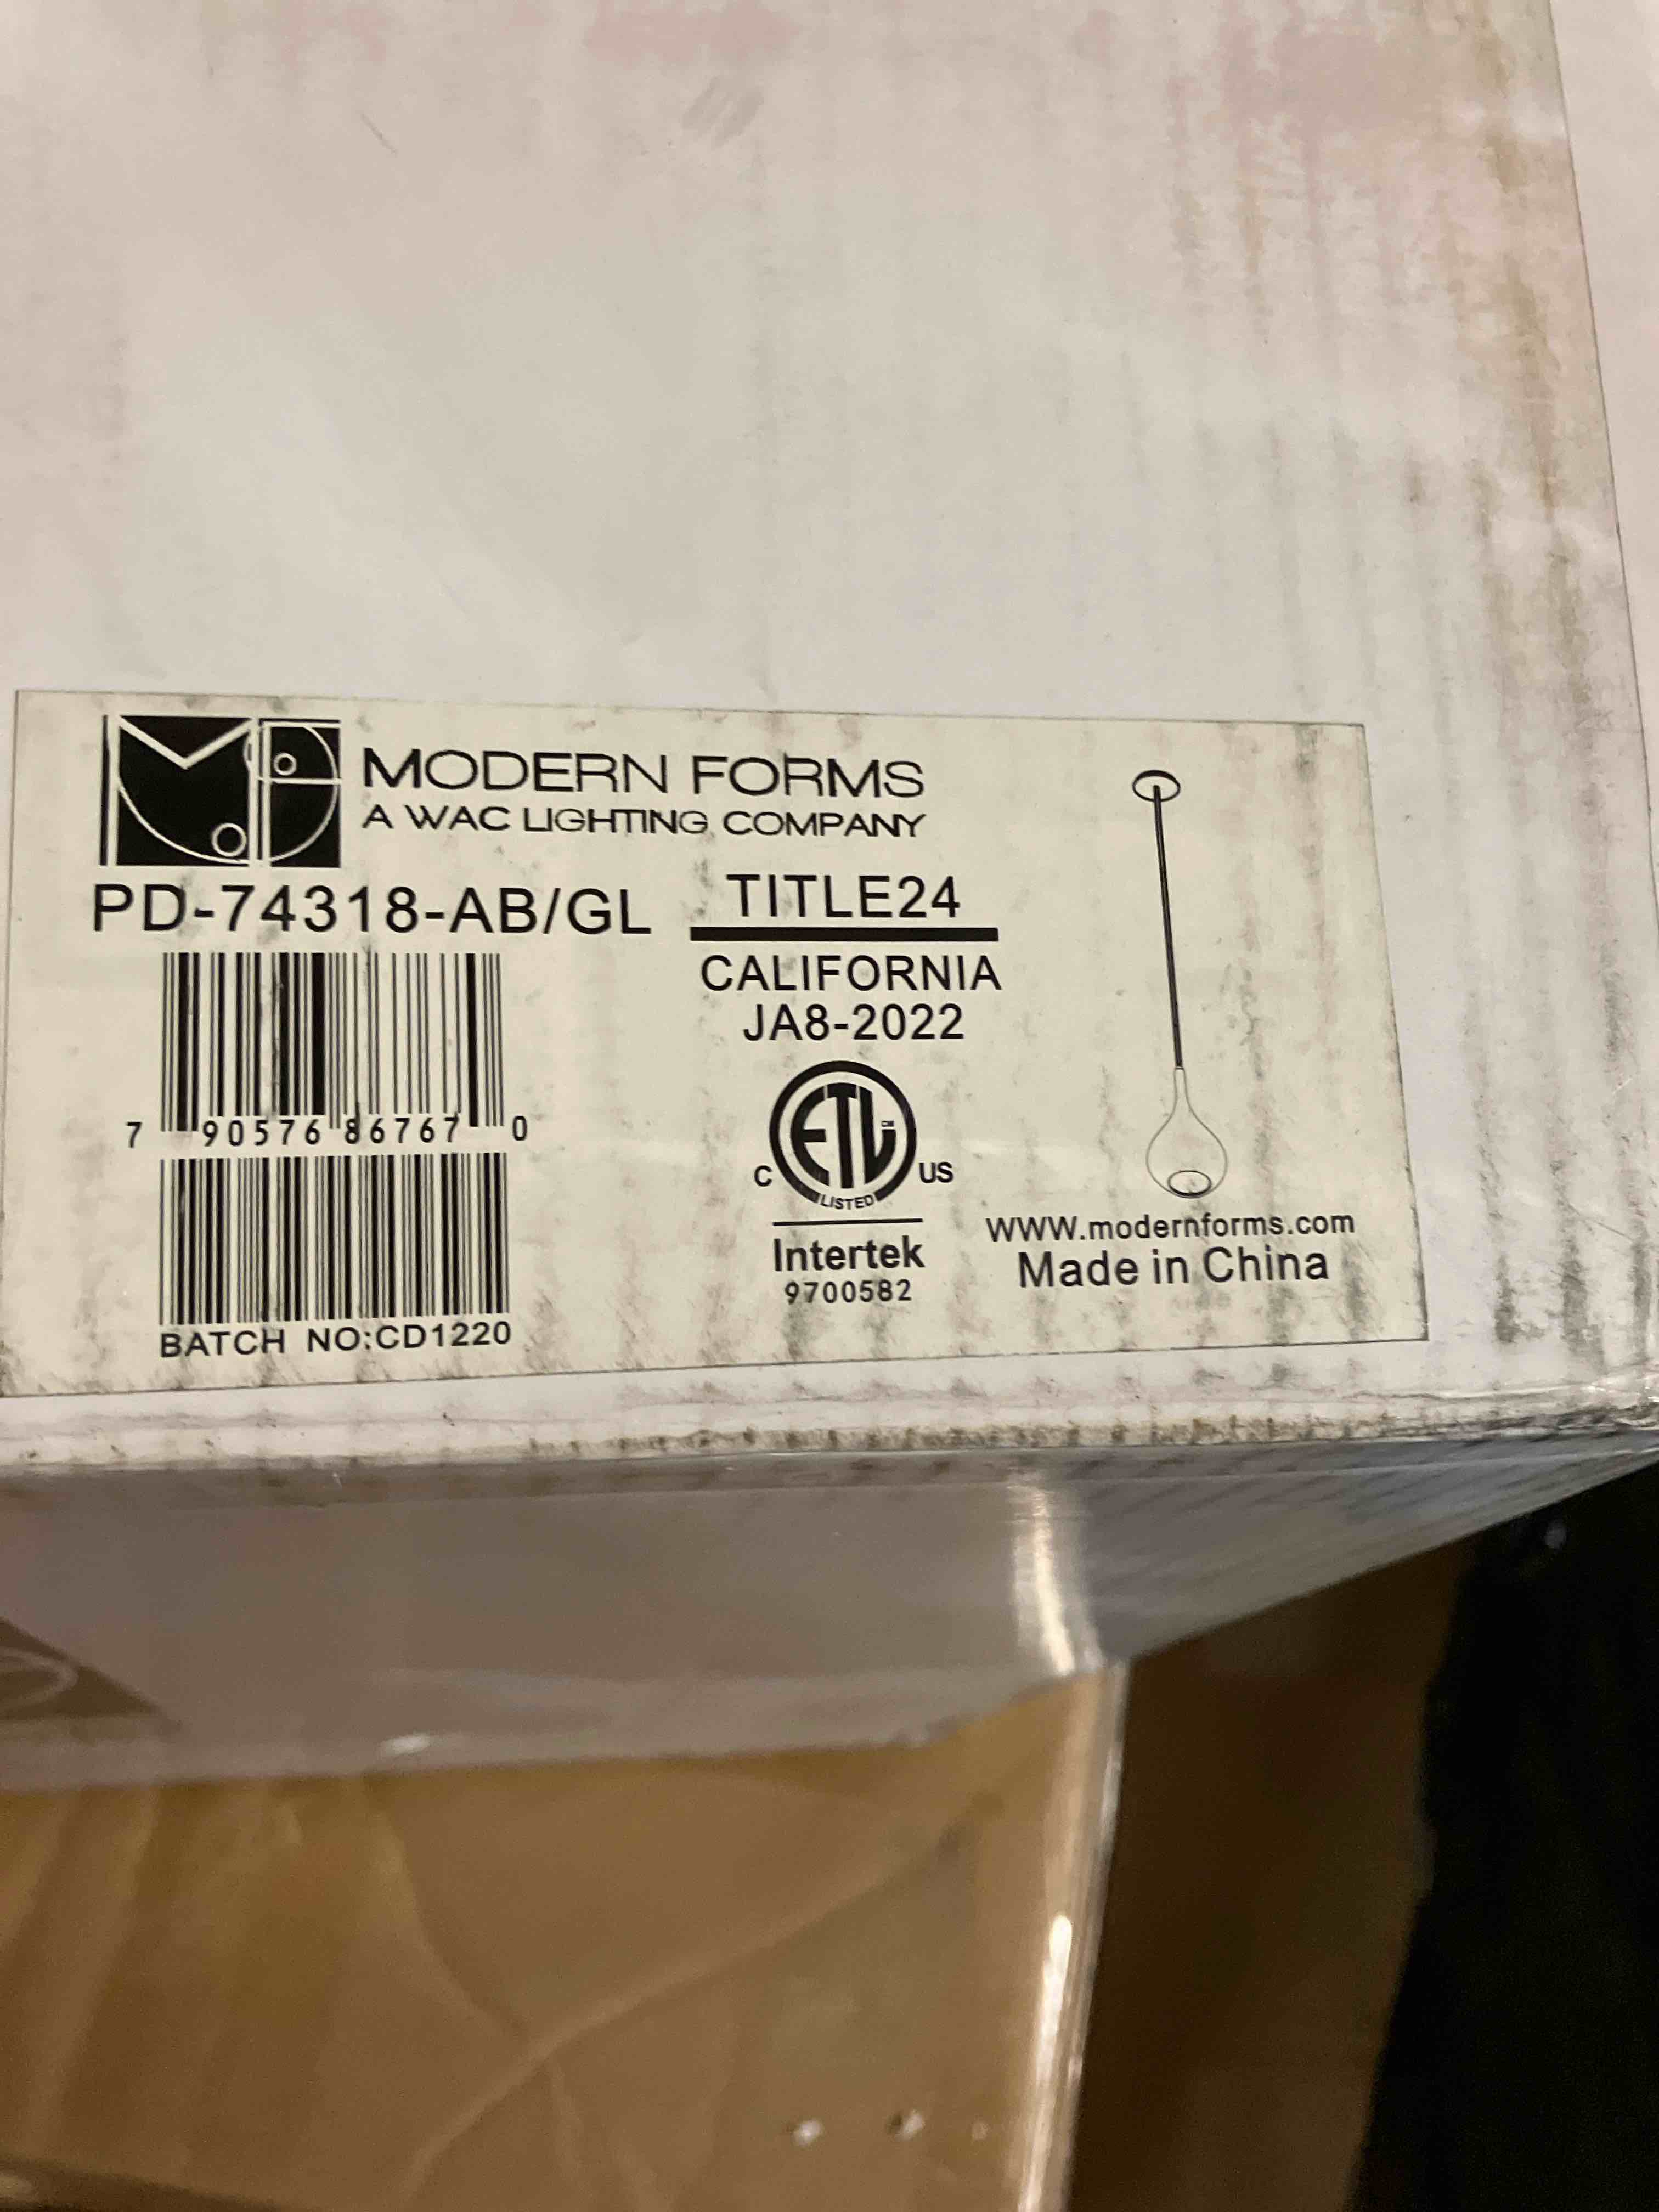 MODERN FORMS
A WAC LIGHTING COMPANY
PD-74318-AB/GL
TITLE24
CALIFORNIA
JA8-2022
7 90576 86767 0
BATCH NO:CD1220
ETL
CM
C
US
LISTED
Intertek
9700582
WWW.modernforms.com
Made in China